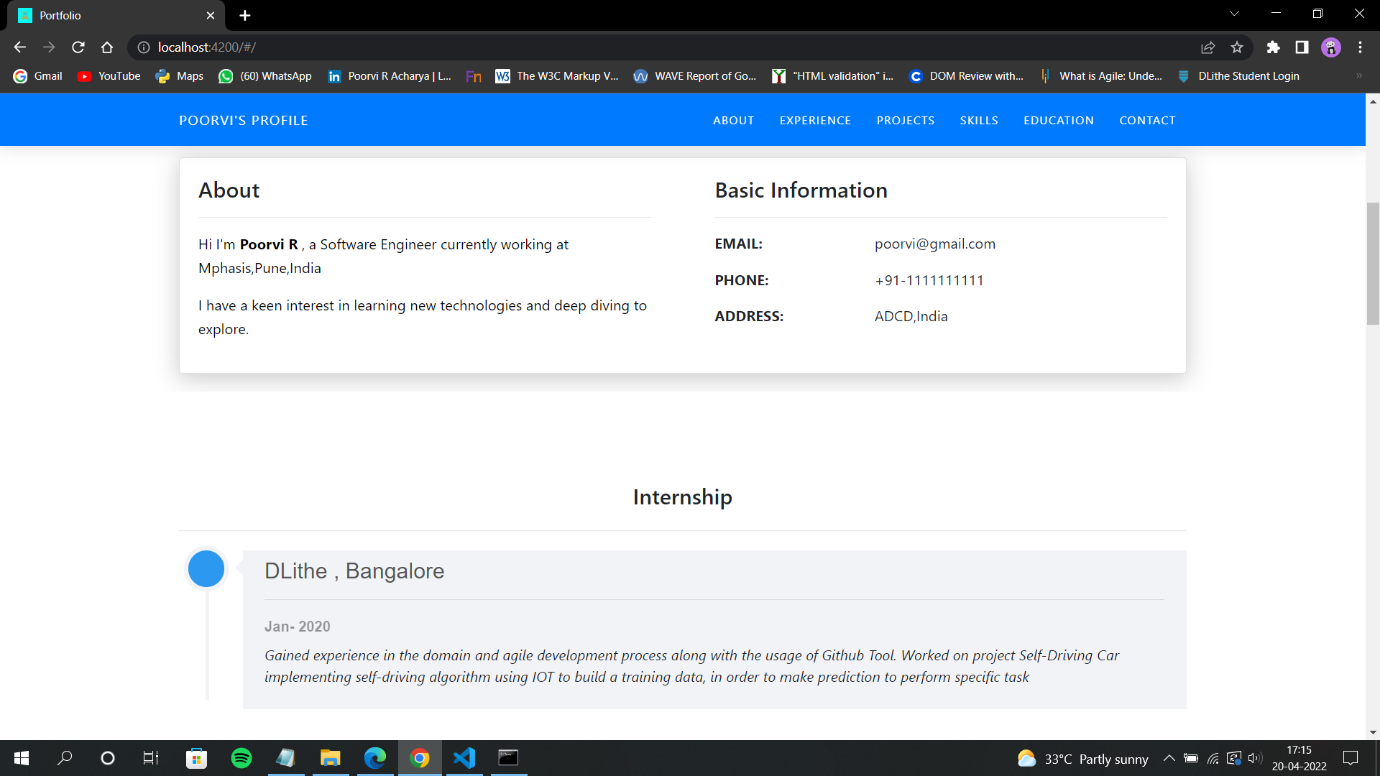 Portfolio
localhost:4200/#/
Gmail
YouTube
Maps
(60) WhatsApp
Poorvi R Acharya | L...
Fn
W3
The W3C Markup V...
WAVE Report of Go...
"HTML validation" i...
DOM Review with...
What is Agile: Unde...
DLithe Student Login
»
POORVI'S PROFILE
ABOUT
EXPERIENCE
PROJECTS
SKILLS
EDUCATION
CONTACT
About
Hi I'm Poorvi R , a Software Engineer currently working at
Mphasis,Pune,India
I have a keen interest in learning new technologies and deep diving to
explore.
Basic Information
EMAIL: poorvi@gmail.com
PHONE: +91-1111111111
ADDRESS: ADCD,India
Internship
DLithe , Bangalore
Jan- 2020
Gained experience in the domain and agile development process along with the usage of Github Tool. Worked on project Self-Driving Car
implementing self-driving algorithm using IOT to build a training data, in order to make prediction to perform specific task
33°C Partly sunny
17:15
20-04-2022